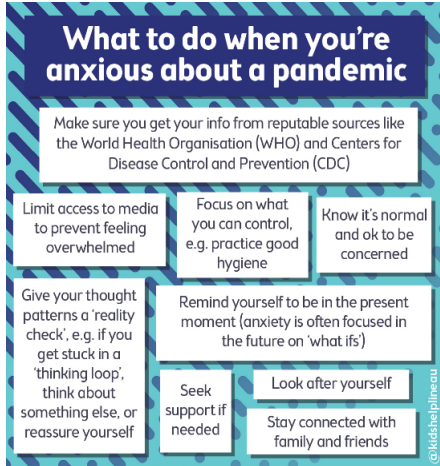 What to do when you're
anxious about a pandemic
Make sure you get your info from reputable sources like
the World Health Organisation (WHO) and Centers for
Disease Control and Prevention (CDC)
Limit access to media
to prevent feeling
overwhelmed
Focus on what
you can control,
e.g. practice good
hygiene
Know it's normal
and ok to be
concerned
Give your thought
patterns a 'reality
check', e.g. if you
get stuck in a
'thinking loop',
think about
something else, or
reassure yourself
Remind yourself to be in the present
moment (anxiety is often focused in
the future on 'what ifs')
Seek
support if
needed
Look after yourself
Stay connected with
family and friends
@kidshelplineau